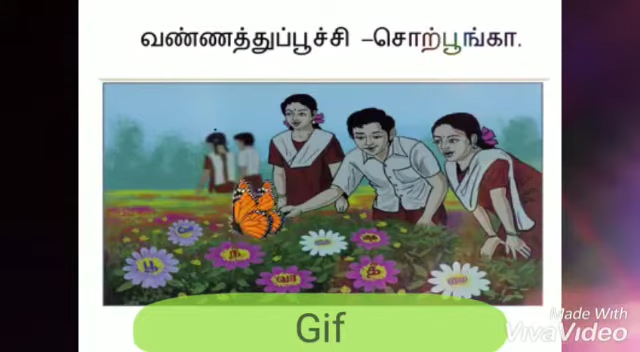 வண்ணத்துப்பூச்சி –சொற்பூங்கா.
பூ
வா
Gif
Made With
VivaVideo